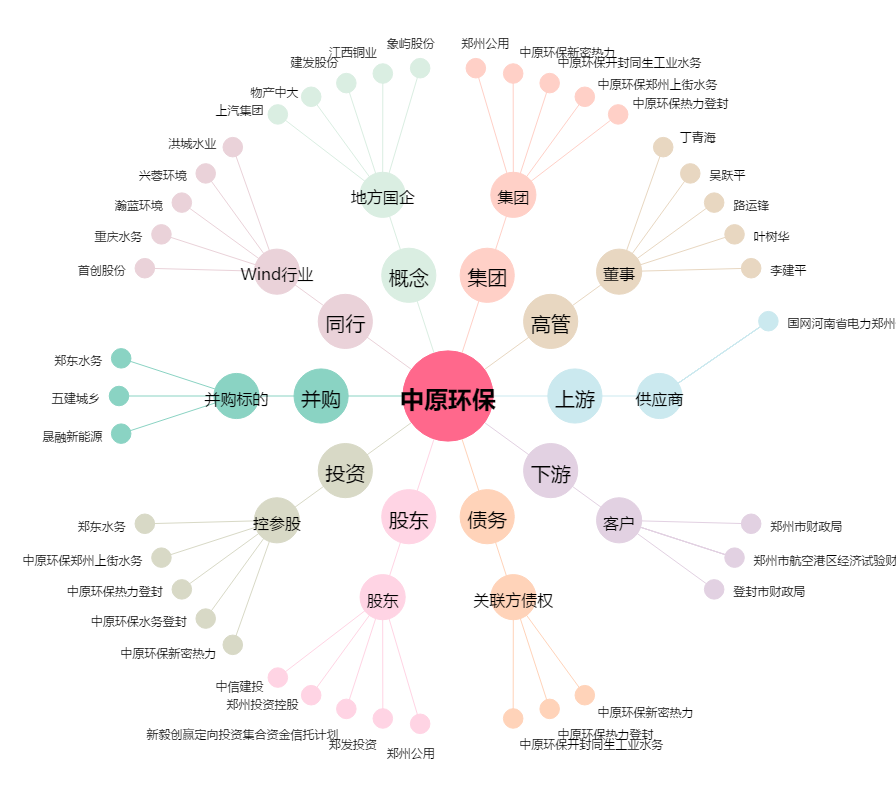 象屿股份
郑州公用
江西铜业
中原环保新密热力
建发股份
中原环保开封同生工业水务
物产中大
中原环保郑州上街水务
上汽集团
中原环保热力登封
洪城水业
丁青海
兴蓉环境
吴跃平
瀚蓝环境
地方国企
集团
路运锋
重庆水务
叶树华
首创股份
Wind行业
概念
集团
董事
李建平
同行
高管
国网河南省电力郑州
郑东水务
五建城乡
并购标的
并购
中原环保
上游
供应商
晟融新能源
投资
下游
郑东水务
控参股
股东
债务
客户
郑州市财政局
中原环保郑州上街水务
郑州市航空港区经济试验财
中原环保热力登封
登封市财政局
中原环保水务登封
股东
关联方债权
中原环保新密热力
中信建投
郑州投资控股
中原环保新密热力
新毅创赢定向投资集合资金信托计划
中原环保热力登封
郑发投资
中原环保开封同生工业水务
郑州公用